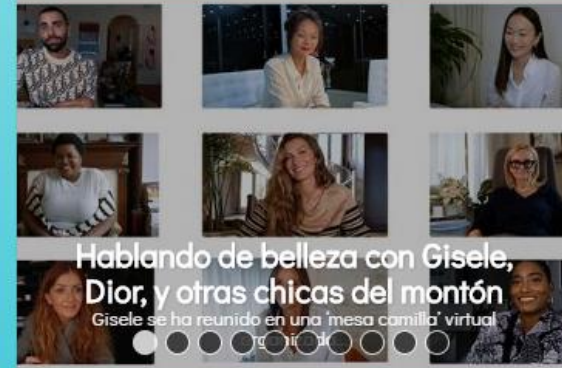 Hablando de belleza con Gisele,
Dior, y otras chicas del montón
Gisele se ha reunido en una 'mesa camilla' virtual